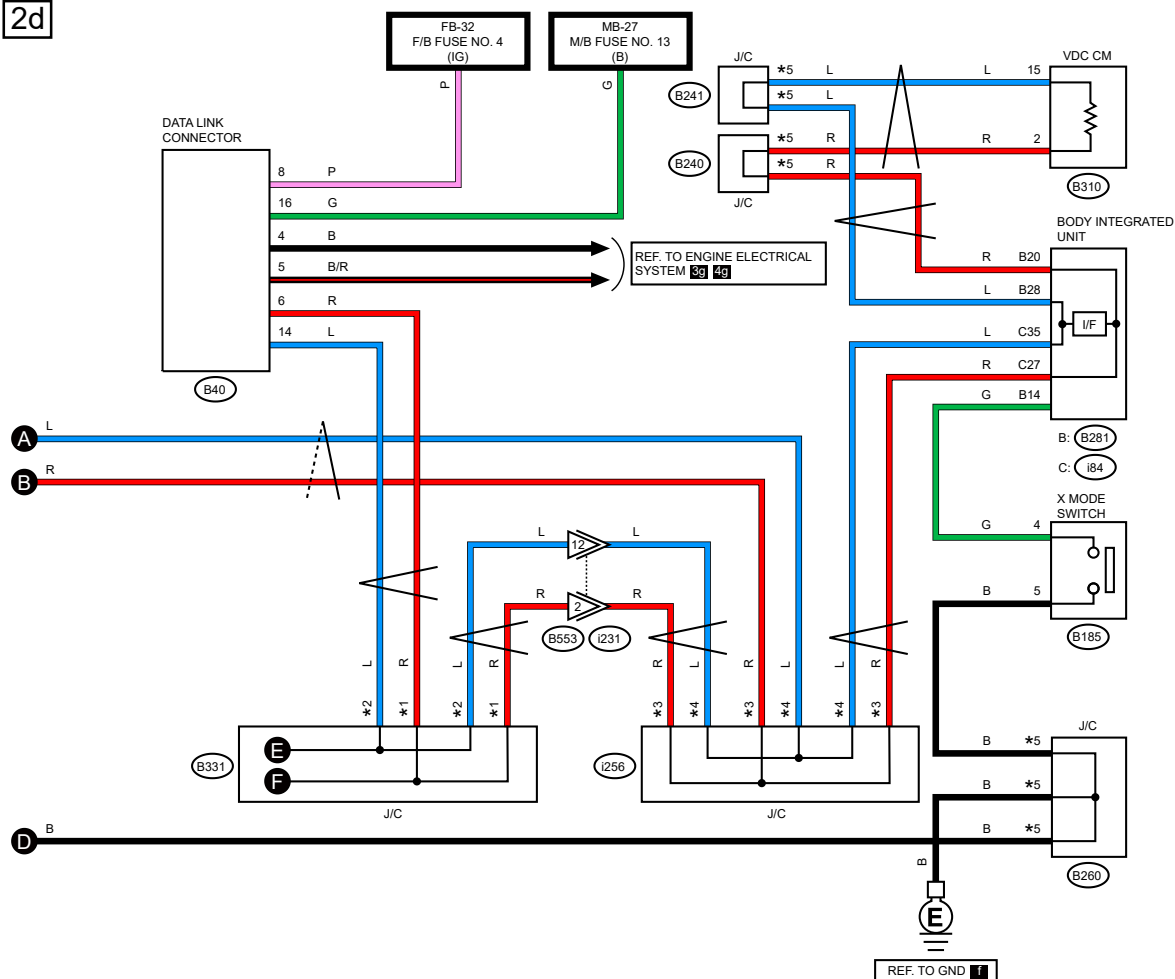 2d
FB-32
F/B FUSE NO. 4
(IG)
MB-27
M/B FUSE NO. 13
(B)
P
G
DATA LINK
CONNECTOR
8 P
16 G
4 B
5 B/R
6 R
14 L
B40
REF. TO ENGINE ELECTRICAL
SYSTEM 3g 4g
J/C
B241
*5 L L 15
*5 L
B240
*5 R R 2
*5 R
J/C
VDC CM
B310
BODY INTEGRATED
UNIT
R B20
L B28
I/F
L C35
R C27
G B14
B: B281
C: i84
X MODE
SWITCH
G 4
B 5
B185
A L
B R
L 12 L
R 2 R
B553 i231
L R L R
*2 *1 *2 *1
R L R L L R
*3 *4 *3 *4 *4 *3
B331
E
F
J/C
i256
J/C
J/C
B *5
B *5
B *5
B260
D B
B
E
REF. TO GND f